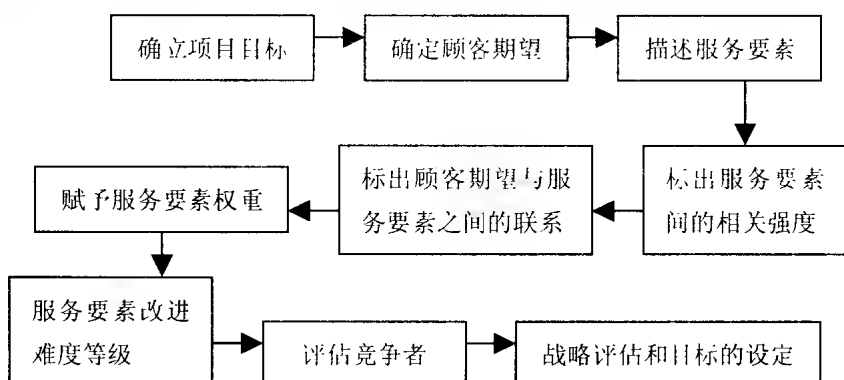 确立项目目标
确定顾客期望
描述服务要素
标出服务要素
间的相关强度
标出顾客期望与服
务要素之间的联系
赋予服务要素权重
服务要素改进
难度等级
评估竞争者
战略评估和目标的设定